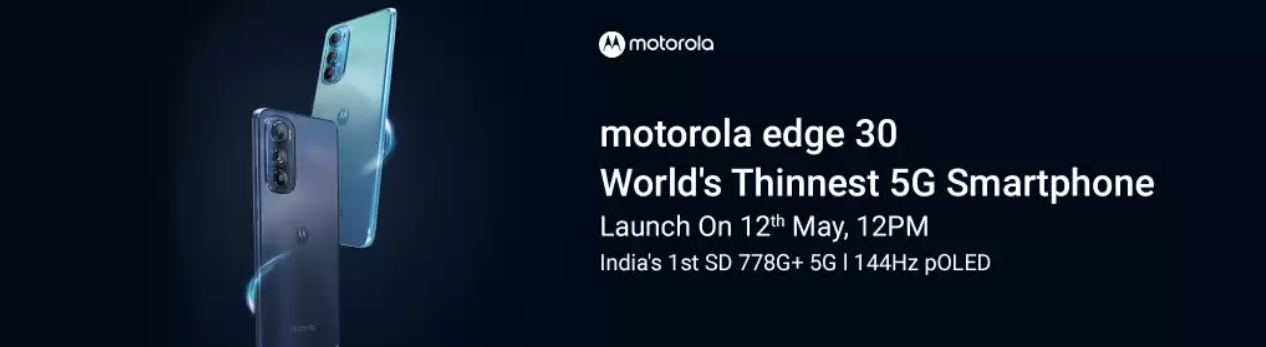 motorola
motorola edge 30
World's Thinnest 5G Smartphone
Launch On 12th May, 12PM
India's 1st SD 778G+ 5G | 144Hz pOLED
motorola